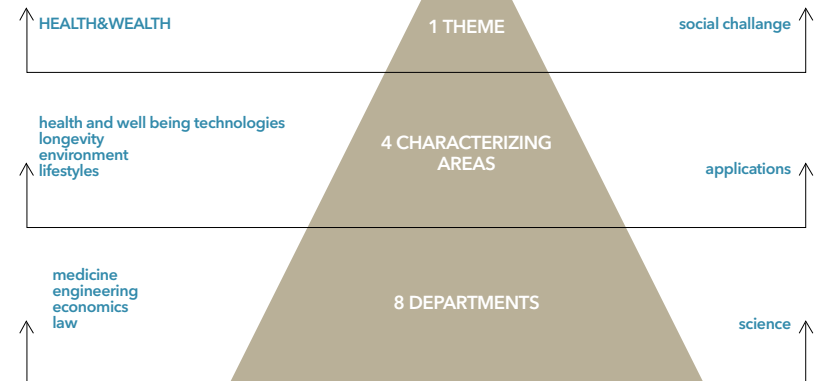 HEALTH&WEALTH
1 THEME
social challange
health and well being technologies
longevity
environment
lifestyles
4 CHARACTERIZING
AREAS
applications
medicine
engineering
economics
law
8 DEPARTMENTS
science